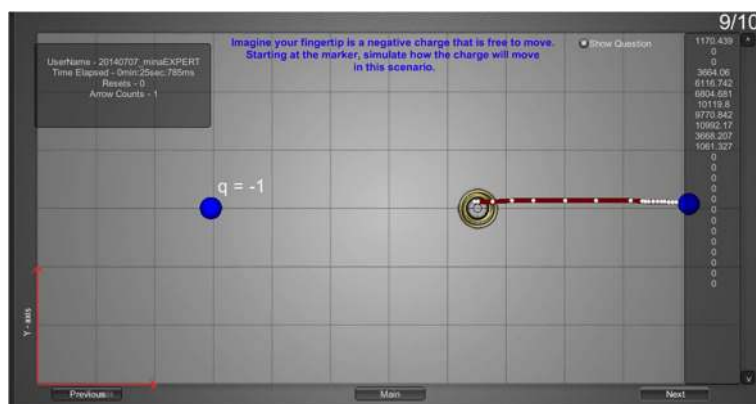 9/10
Imagine your fingertip is a negative charge that is free to move.
Starting at the marker, simulate how the charge will move
in this scenario.
Show Question
UserName - 20140707_minaEXPERT
Time Elapsed - 0min:25sec:785ms
Resets - 0
Arrow Counts - 1
1170.439
0
0
3664.06
6116.742
6804.681
10119.8
9770.842
10992.17
3668.207
1061.327
0
0
0
0
0
0
0
0
0
0
0
0
0
q = -1
Y - axis
Previous
Main
Next